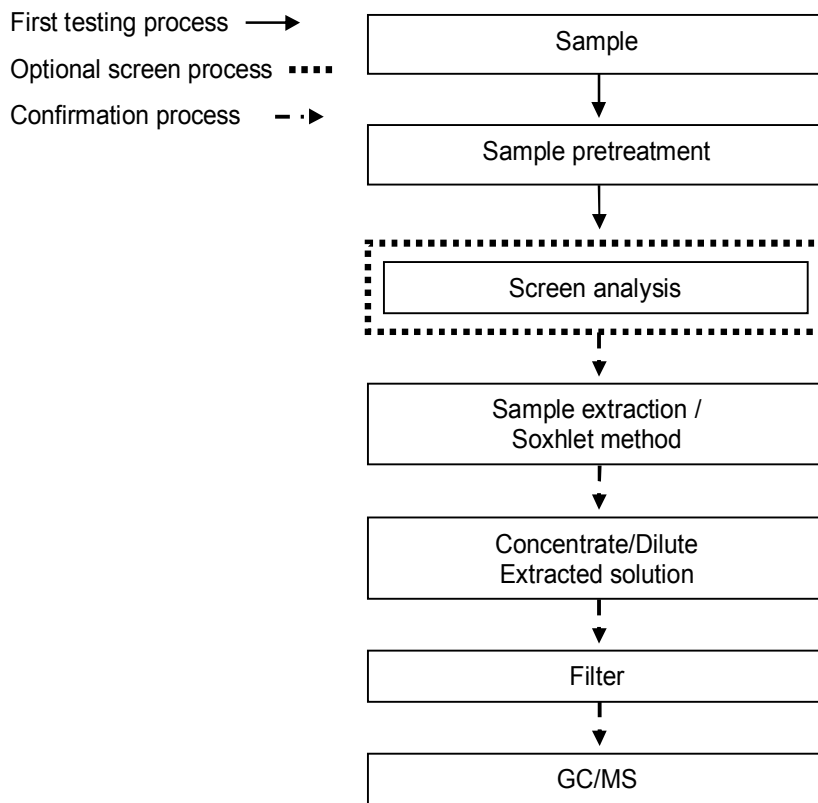 First testing process
Optional screen process
Confirmation process
Sample
Sample pretreatment
Screen analysis
Sample extraction /
Soxhlet method
Concentrate/Dilute
Extracted solution
Filter
GC/MS